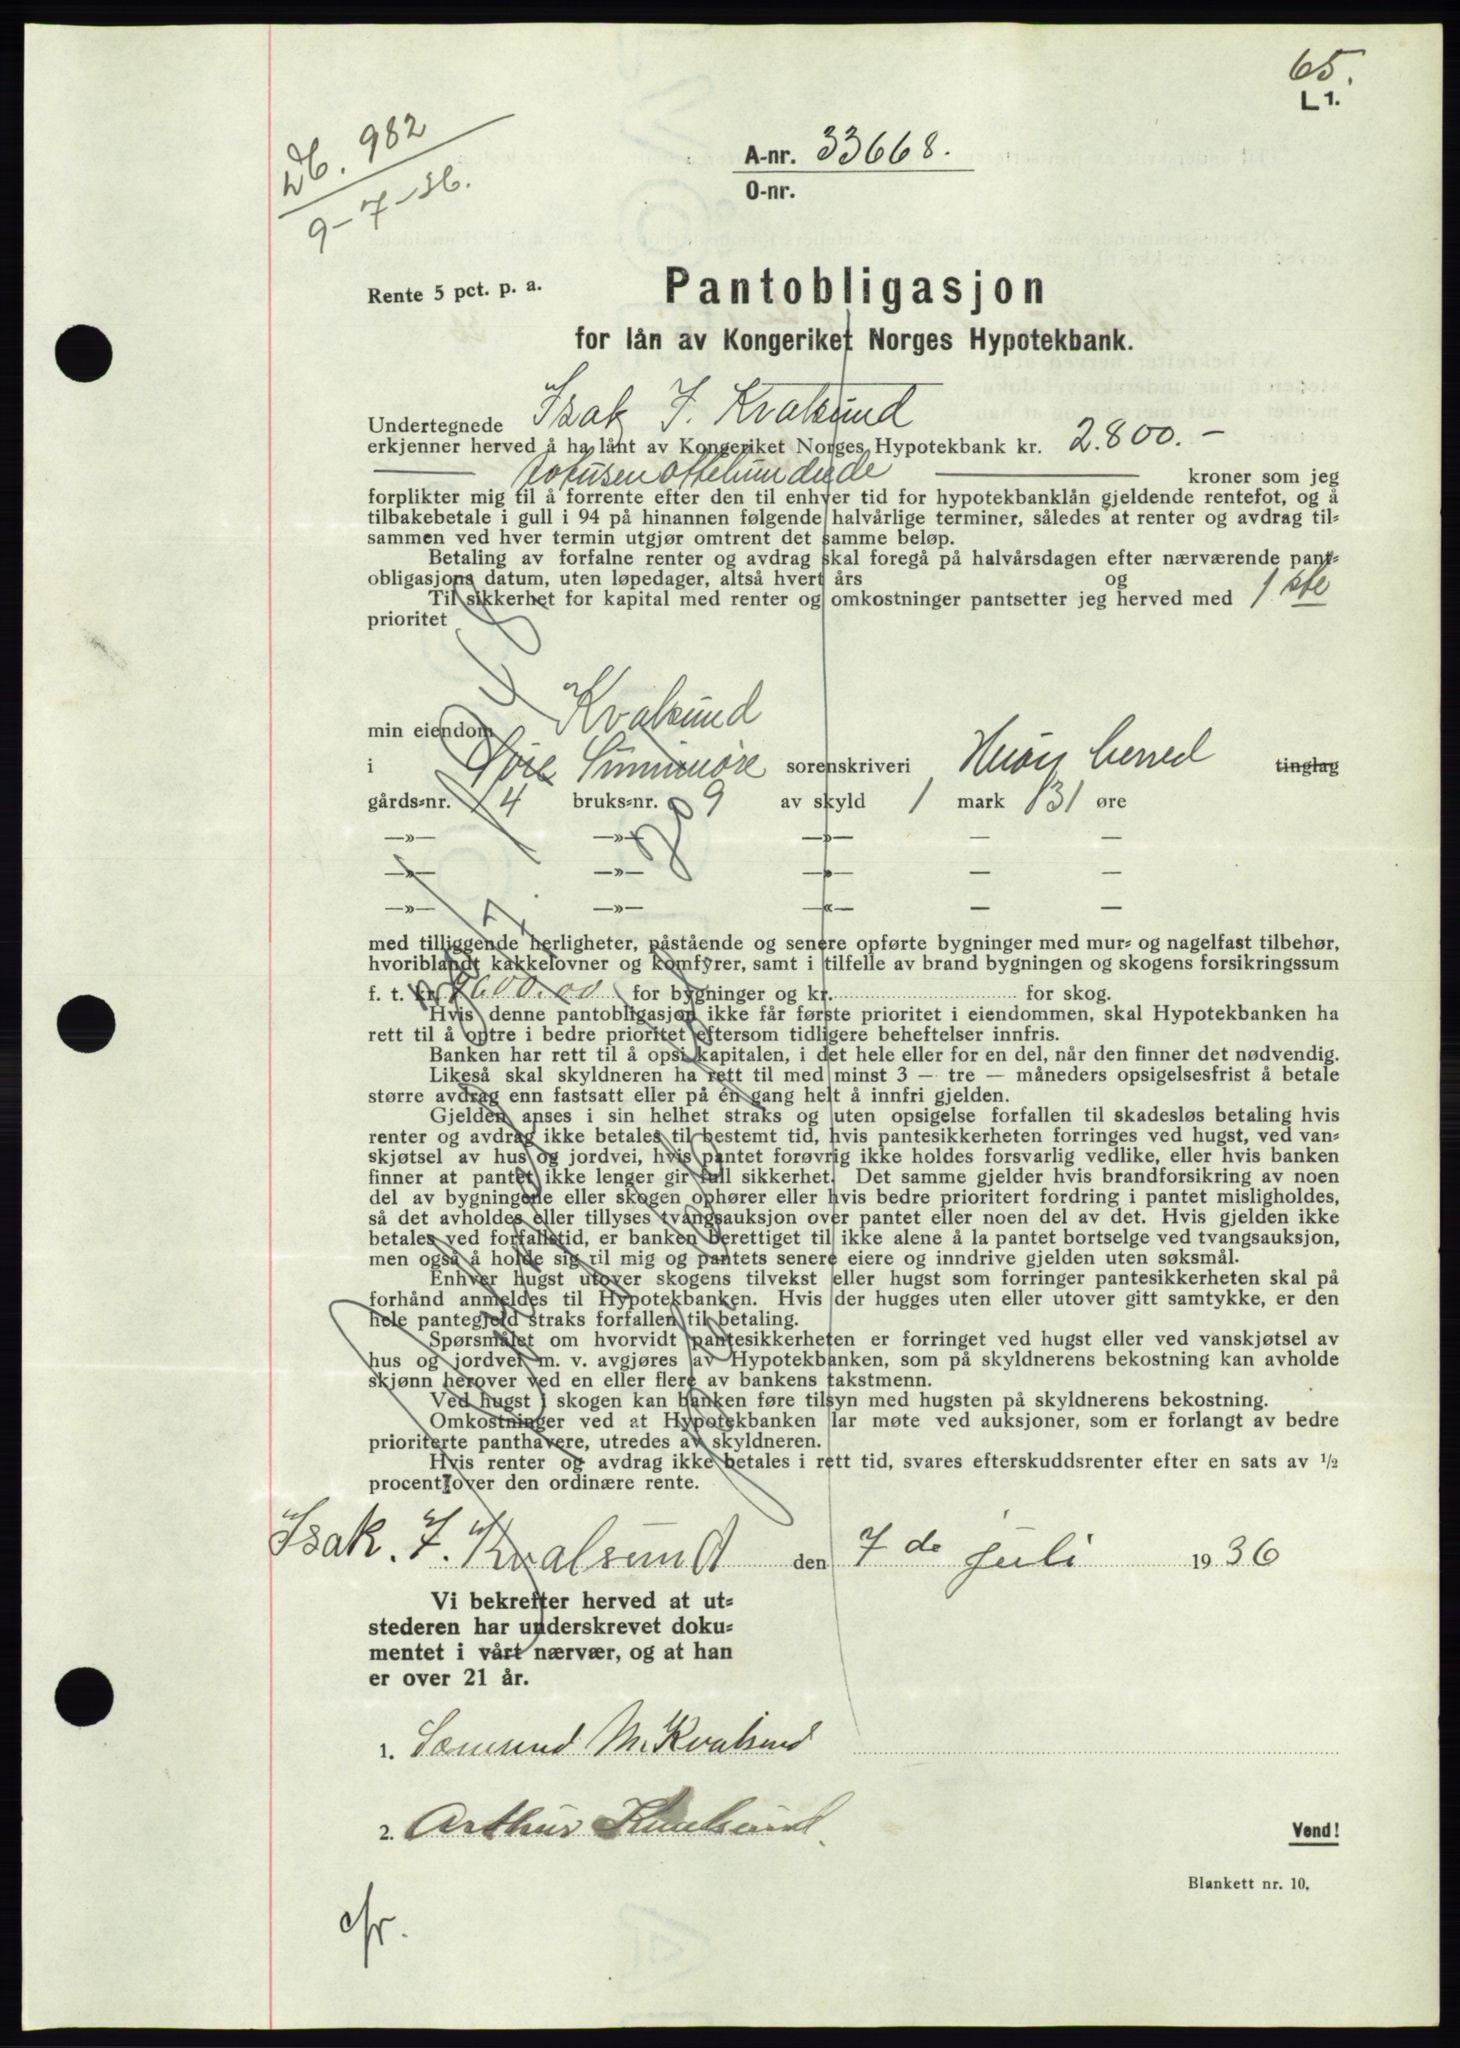 65.
L 1.
Db. 982
9-7-36.
A-nr. 33668.
O-nr.
Rente 5 pct. p. a.
Pantobligasjon
for lån av Kongeriket Norges Hypotekbank.
Undertegnede Isak J. Kvalsund
erkjenner herved å ha lånt av Kongeriket Norges Hypotekbank kr. 2.800.-
totusenottehundrede kroner som jeg
forplikter mig til å forrente efter den til enhver tid for hypotekbanklån gjeldende rentefot, og å
tilbakebetale i gull i 94 på hinannen følgende halvårlige terminer, således at renter og avdrag til=
sammen ved hver termin utgjør omtrent det samme beløp.
Betaling av forfalne renter og avdrag skal foregå på halvårsdagen efter nærværende pant=
obligasjons datum, uten løpedager, altså hvert års og
Til sikkerhet for kapital med renter og omkostninger pantsetter jeg herved med 1 ste
prioritet
min eiendom Kvalsund
i Søre Sunnmøre sorenskriveri Herøy herred tinglag
gårds=nr. 14 bruks=nr. 9 av skyld 1 mark 31 øre
—»— —»— —»— — —
—»— —»— —»— — —
—»— —»— —«— — —
med tilliggende herligheter, påstående og senere opførte bygninger med mur= og nagelfast tilbehør,
hvoriblandt kakkelovner og komfyrer, samt i tilfelle av brand bygningen og skogens forsikringssum
f. t. kr. 9600.00 for bygninger og kr. for skog.
Hvis denne pantobligasjon ikke får første prioritet i eiendommen, skal Hypotekbanken ha
rett til å optre i bedre prioritet eftersom tidligere beheftelser innfris.
Banken har rett til å opsi kapitalen, i det hele eller for en del, når den finner det nødvendig.
Likeså skal skyldneren ha rett til med minst 3 — tre — måneders opsigelsesfrist å betale
større avdrag enn fastsatt eller på én gang helt å innfri gjelden.
Gjelden anses i sin helhet straks og uten opsigelse forfallen til skadesløs betaling hvis
renter og avdrag ikke betales til bestemt tid, hvis pantesikkerheten forringes ved hugst, ved van=
skjøtsel av hus og jordvei, hvis pantet forøvrig ikke holdes forsvarlig vedlike, eller hvis banken
finner at pantet ikke lenger gir full sikkerhet. Det samme gjelder hvis brandforsikring av noen
del av bygningene eller skogen ophører eller hvis bedre prioritert fordring i pantet misligholdes,
så det avholdes eller tillyses tvangsauksjon over pantet eller noen del av det. Hvis gjelden ikke
betales ved forfallstid, er banken berettiget til ikke alene å la pantet bortselge ved tvangsauksjon,
men også å holde sig til mig og pantets senere eiere og inndrive gjelden uten søksmål.
Enhver hugst utover skogens tilvekst eller hugst som forringer pantesikkerheten skal på
forhånd anmeldes til Hypotekbanken. Hvis der hugges uten eller utover gitt samtykke, er den
hele pantegjeld straks forfallen til betaling.
Spørsmålet om hvorvidt pantesikkerheten er forringet ved hugst eller ved vanskjøtsel av
hus og jordvei m. v. avgjøres av Hypotekbanken, som på skyldnerens bekostning kan avholde
skjønn herover ved en eller flere av bankens takstmenn.
Ved hugst i skogen kan banken føre tilsyn med hugsten på skyldnerens bekostning.
Omkostninger ved at Hypotekbanken lar møte ved auksjoner, som er forlangt av bedre
prioriterte panthavere, utredes av skyldneren.
Hvis renter og avdrag ikke betales i rett tid, svares efterskuddsrenter efter en sats av 1/2
procent over den ordinære rente.
Isak. J. Kvalsund den 7 de juli 1936
Vi bekrefter herved at ut=
stederen har underskrevet doku=
mentet i vårt nærvær, og at han
er over 21 år.
1. Sæmund M. Kvalsund
2. Arthur Kvalsund
Vend!
Blankett nr. 10.